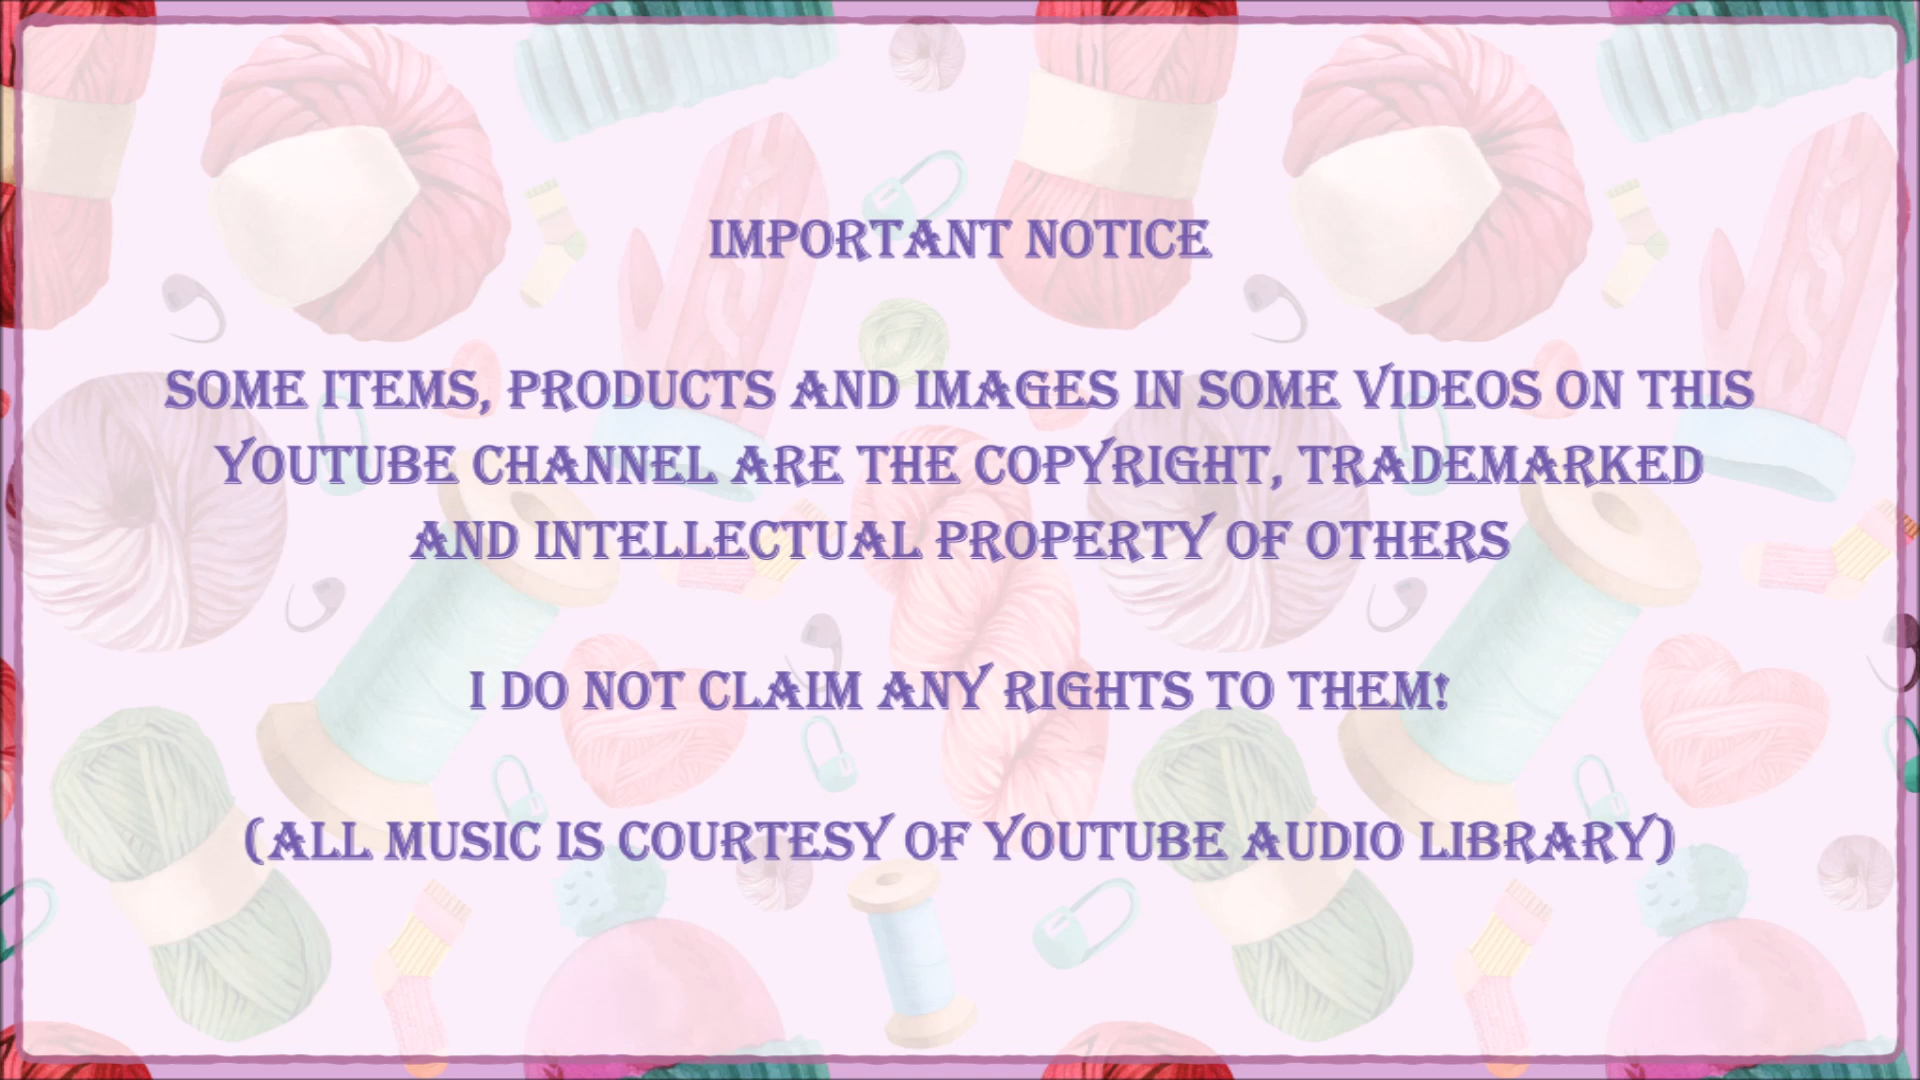 IMPORTANT NOTICE
SOME ITEMS, PRODUCTS AND IMAGES IN SOME VIDEOS ON THIS
YOUTUBE CHANNEL ARE THE COPYRIGHT, TRADEMARKED
AND INTELLECTUAL PROPERTY OF OTHERS
I DO NOT CLAIM ANY RIGHTS TO THEM!
(ALL MUSIC IS COURTESY OF YOUTUBE AUDIO LIBRARY)